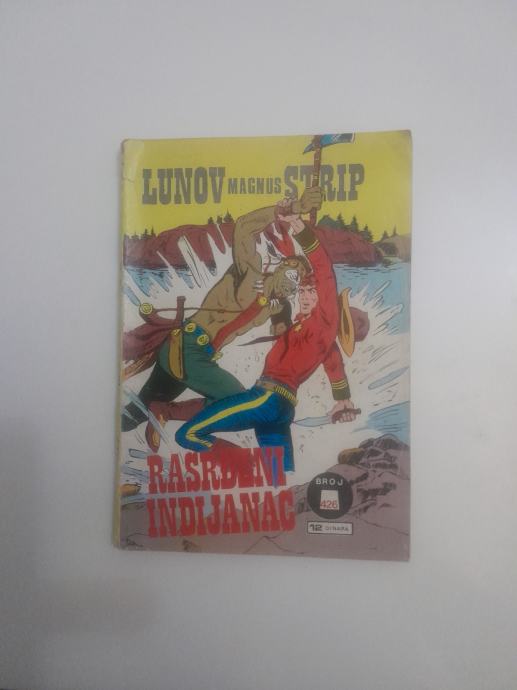 LUNOV MAGNUS STRIP
RASRĐENI
INDIJANAC
BROJ
426
12 DINARA